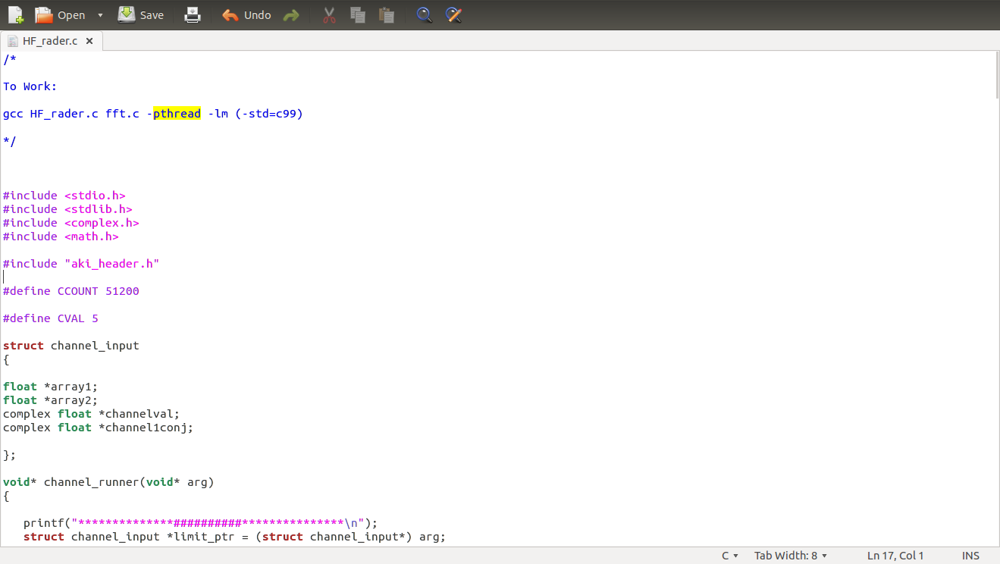 Open Save Undo
HF_rader.c
/*
To Work:
gcc HF_rader.c fft.c -pthread -lm (-std=c99)
*/
#include <stdio.h>
#include <stdlib.h>
#include <complex.h>
#include <math.h>
#include "aki_header.h"
#define CCOUNT 51200
#define CVAL 5
struct channel_input
{
float *array1;
float *array2;
complex float *channelval;
complex float *channel1conj;
};
void* channel_runner(void* arg)
{
printf("**************##########***************\n");
struct channel_input *limit_ptr = (struct channel_input*) arg;
C Tab Width: 8 Ln 17, Col 1 INS